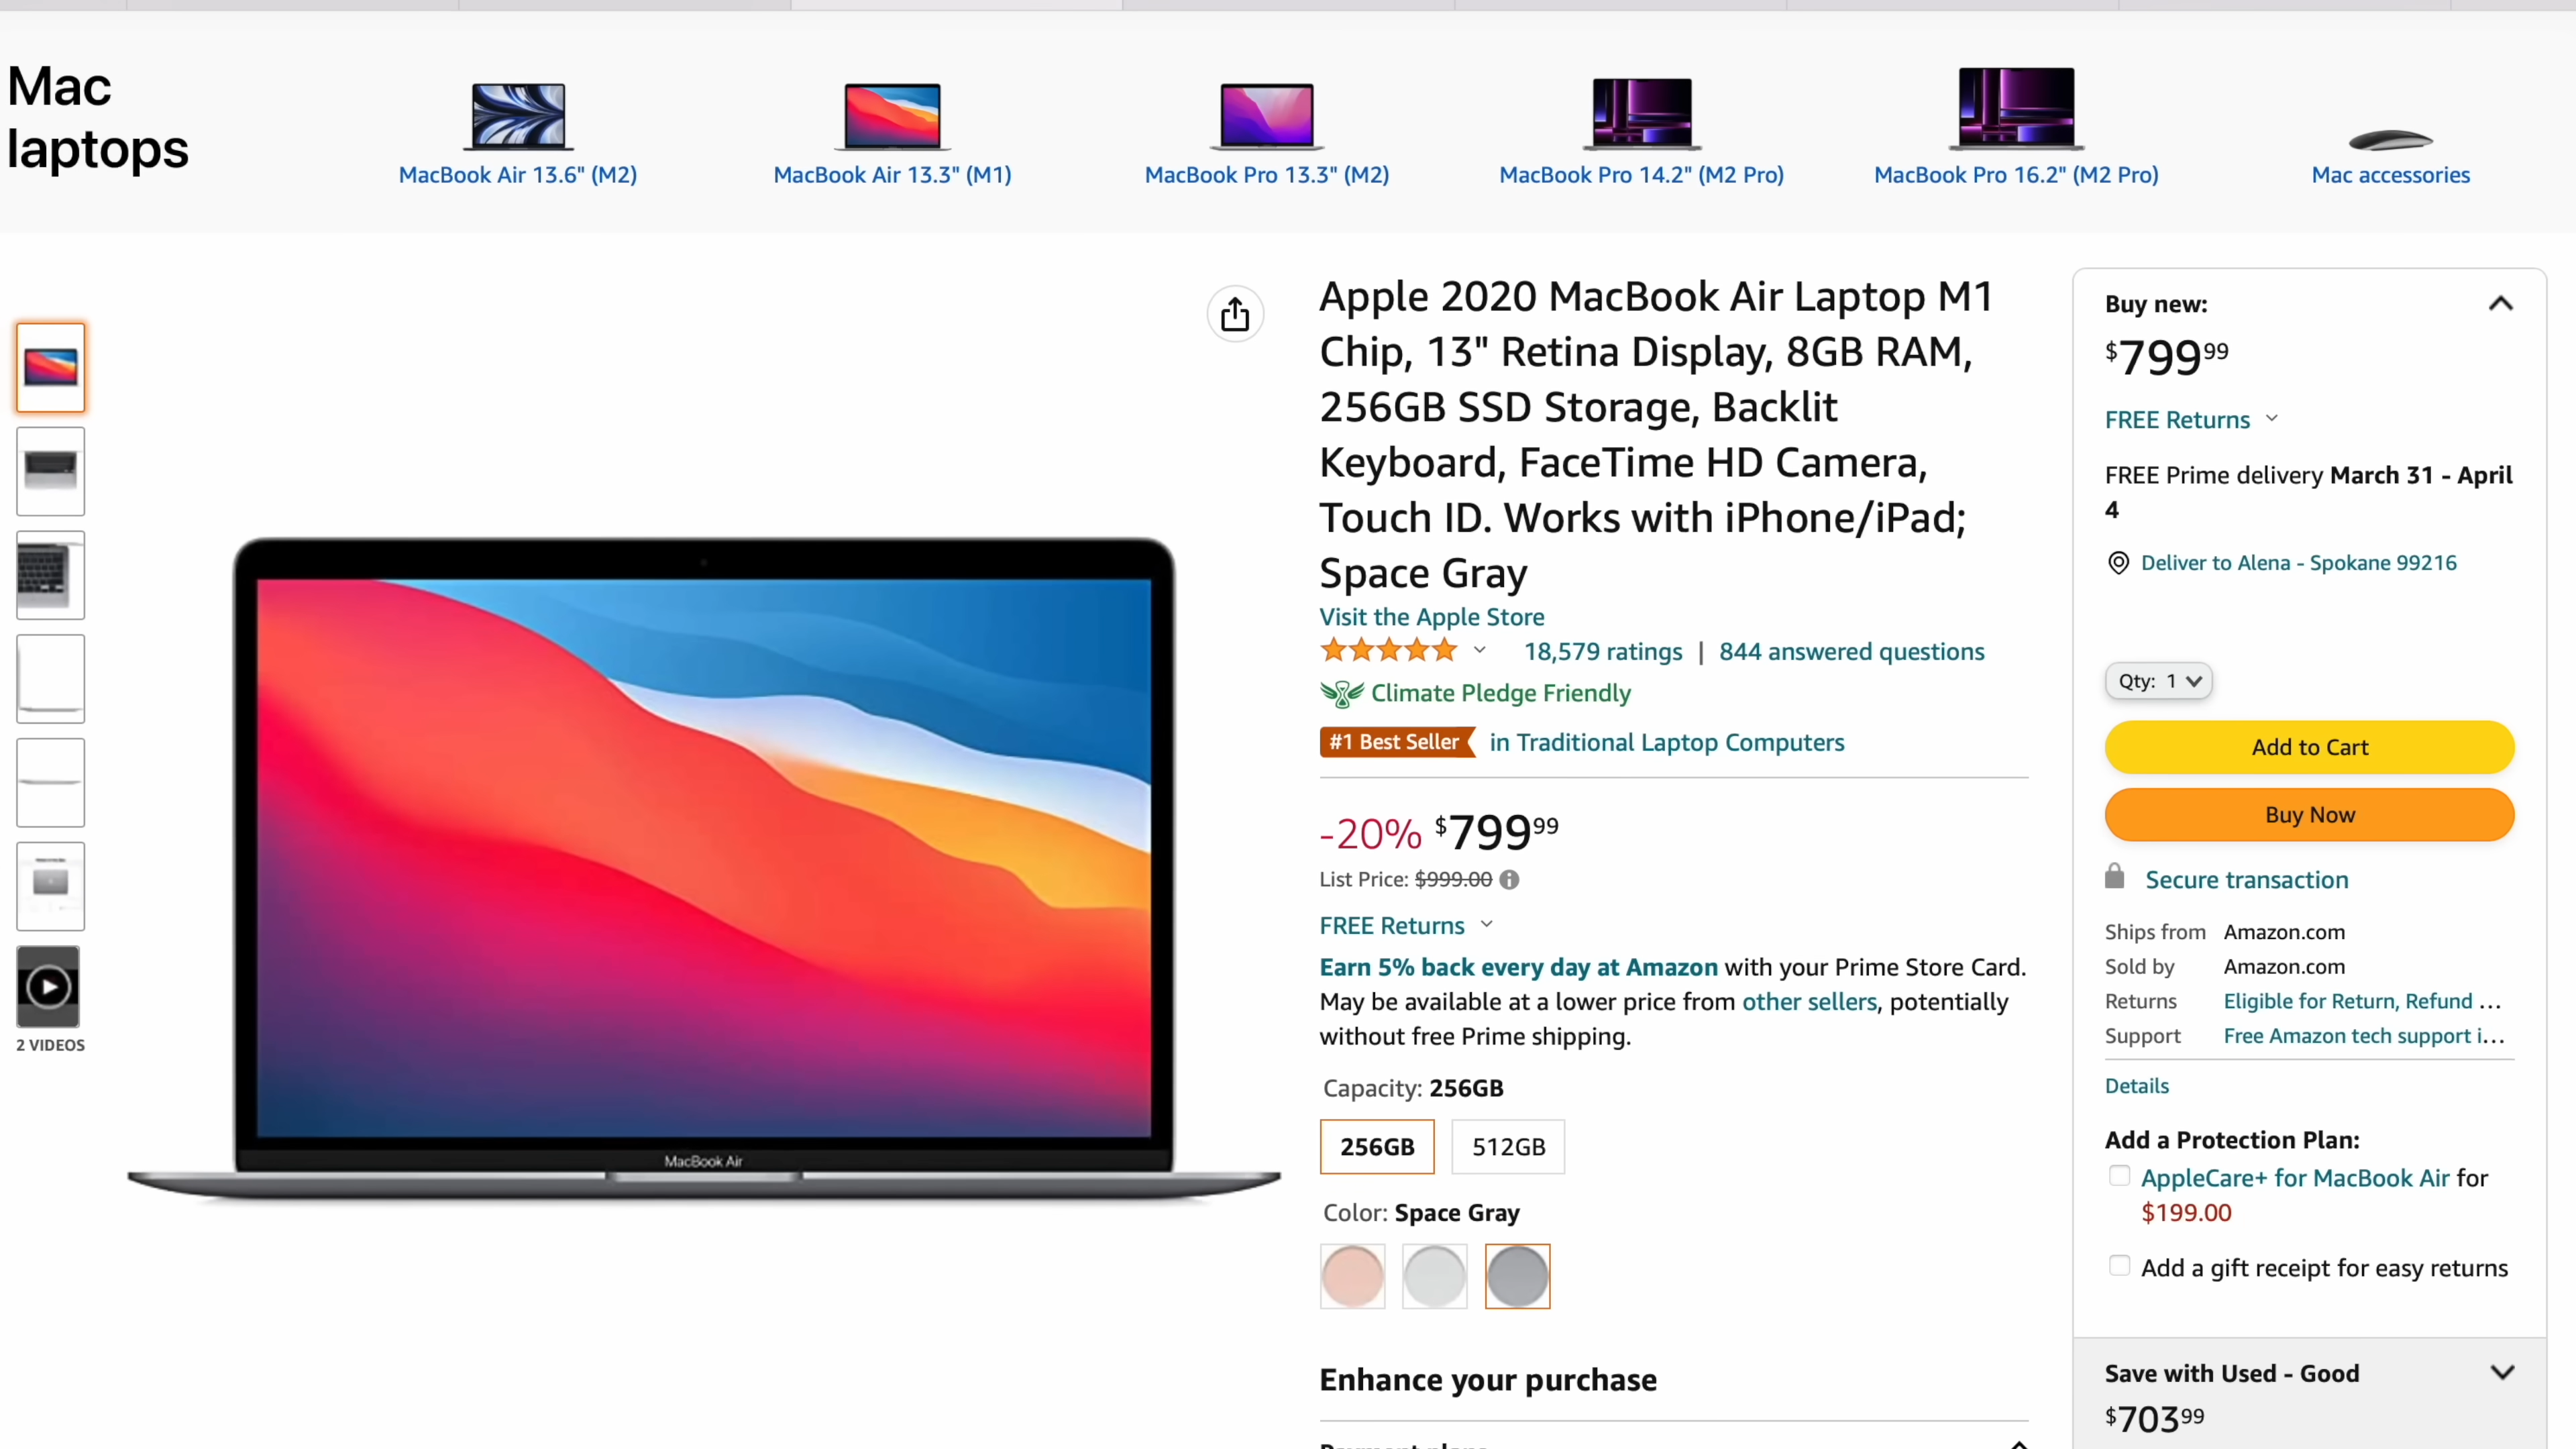 Mac
laptops
MacBook Air 13.6" (M2)
MacBook Air 13.3" (M1)
MacBook Pro 13.3" (M2)
MacBook Pro 14.2" (M2 Pro)
MacBook Pro 16.2" (M2 Pro)
Mac accessories
2 VIDEOS
MacBook Air
Apple 2020 MacBook Air Laptop M1
Chip, 13" Retina Display, 8GB RAM,
256GB SSD Storage, Backlit
Keyboard, FaceTime HD Camera,
Touch ID. Works with iPhone/iPad;
Space Gray
Visit the Apple Store
18,579 ratings | 844 answered questions
Climate Pledge Friendly
#1 Best Seller in Traditional Laptop Computers
-20% $799 99
List Price: $999.00
FREE Returns
Earn 5% back every day at Amazon with your Prime Store Card.
May be available at a lower price from other sellers, potentially
without free Prime shipping.
Capacity: 256GB
256GB 512GB
Color: Space Gray
Enhance your purchase
Buy new:
$799 99
FREE Returns
FREE Prime delivery March 31 - April
4
Deliver to Alena - Spokane 99216
Qty: 1
Add to Cart
Buy Now
Secure transaction
Ships from Amazon.com
Sold by Amazon.com
Returns Eligible for Return, Refund ...
Support Free Amazon tech support i...
Details
Add a Protection Plan:
AppleCare+ for MacBook Air for
$199.00
Add a gift receipt for easy returns
Save with Used - Good
$703 99